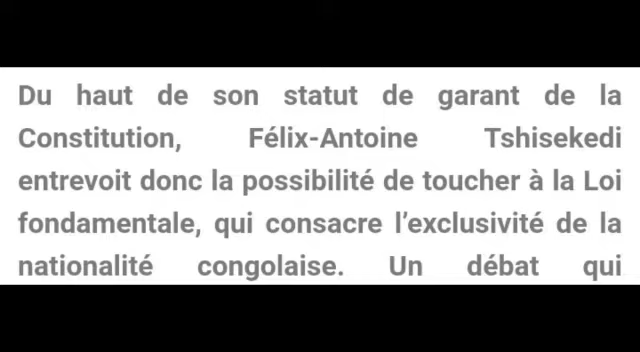 Du haut de son statut de garant de la
Constitution, Félix-Antoine Tshisekedi
entrevoit donc la possibilité de toucher à la Loi
fondamentale, qui consacre l’exclusivité de la
nationalité congolaise. Un débat qui